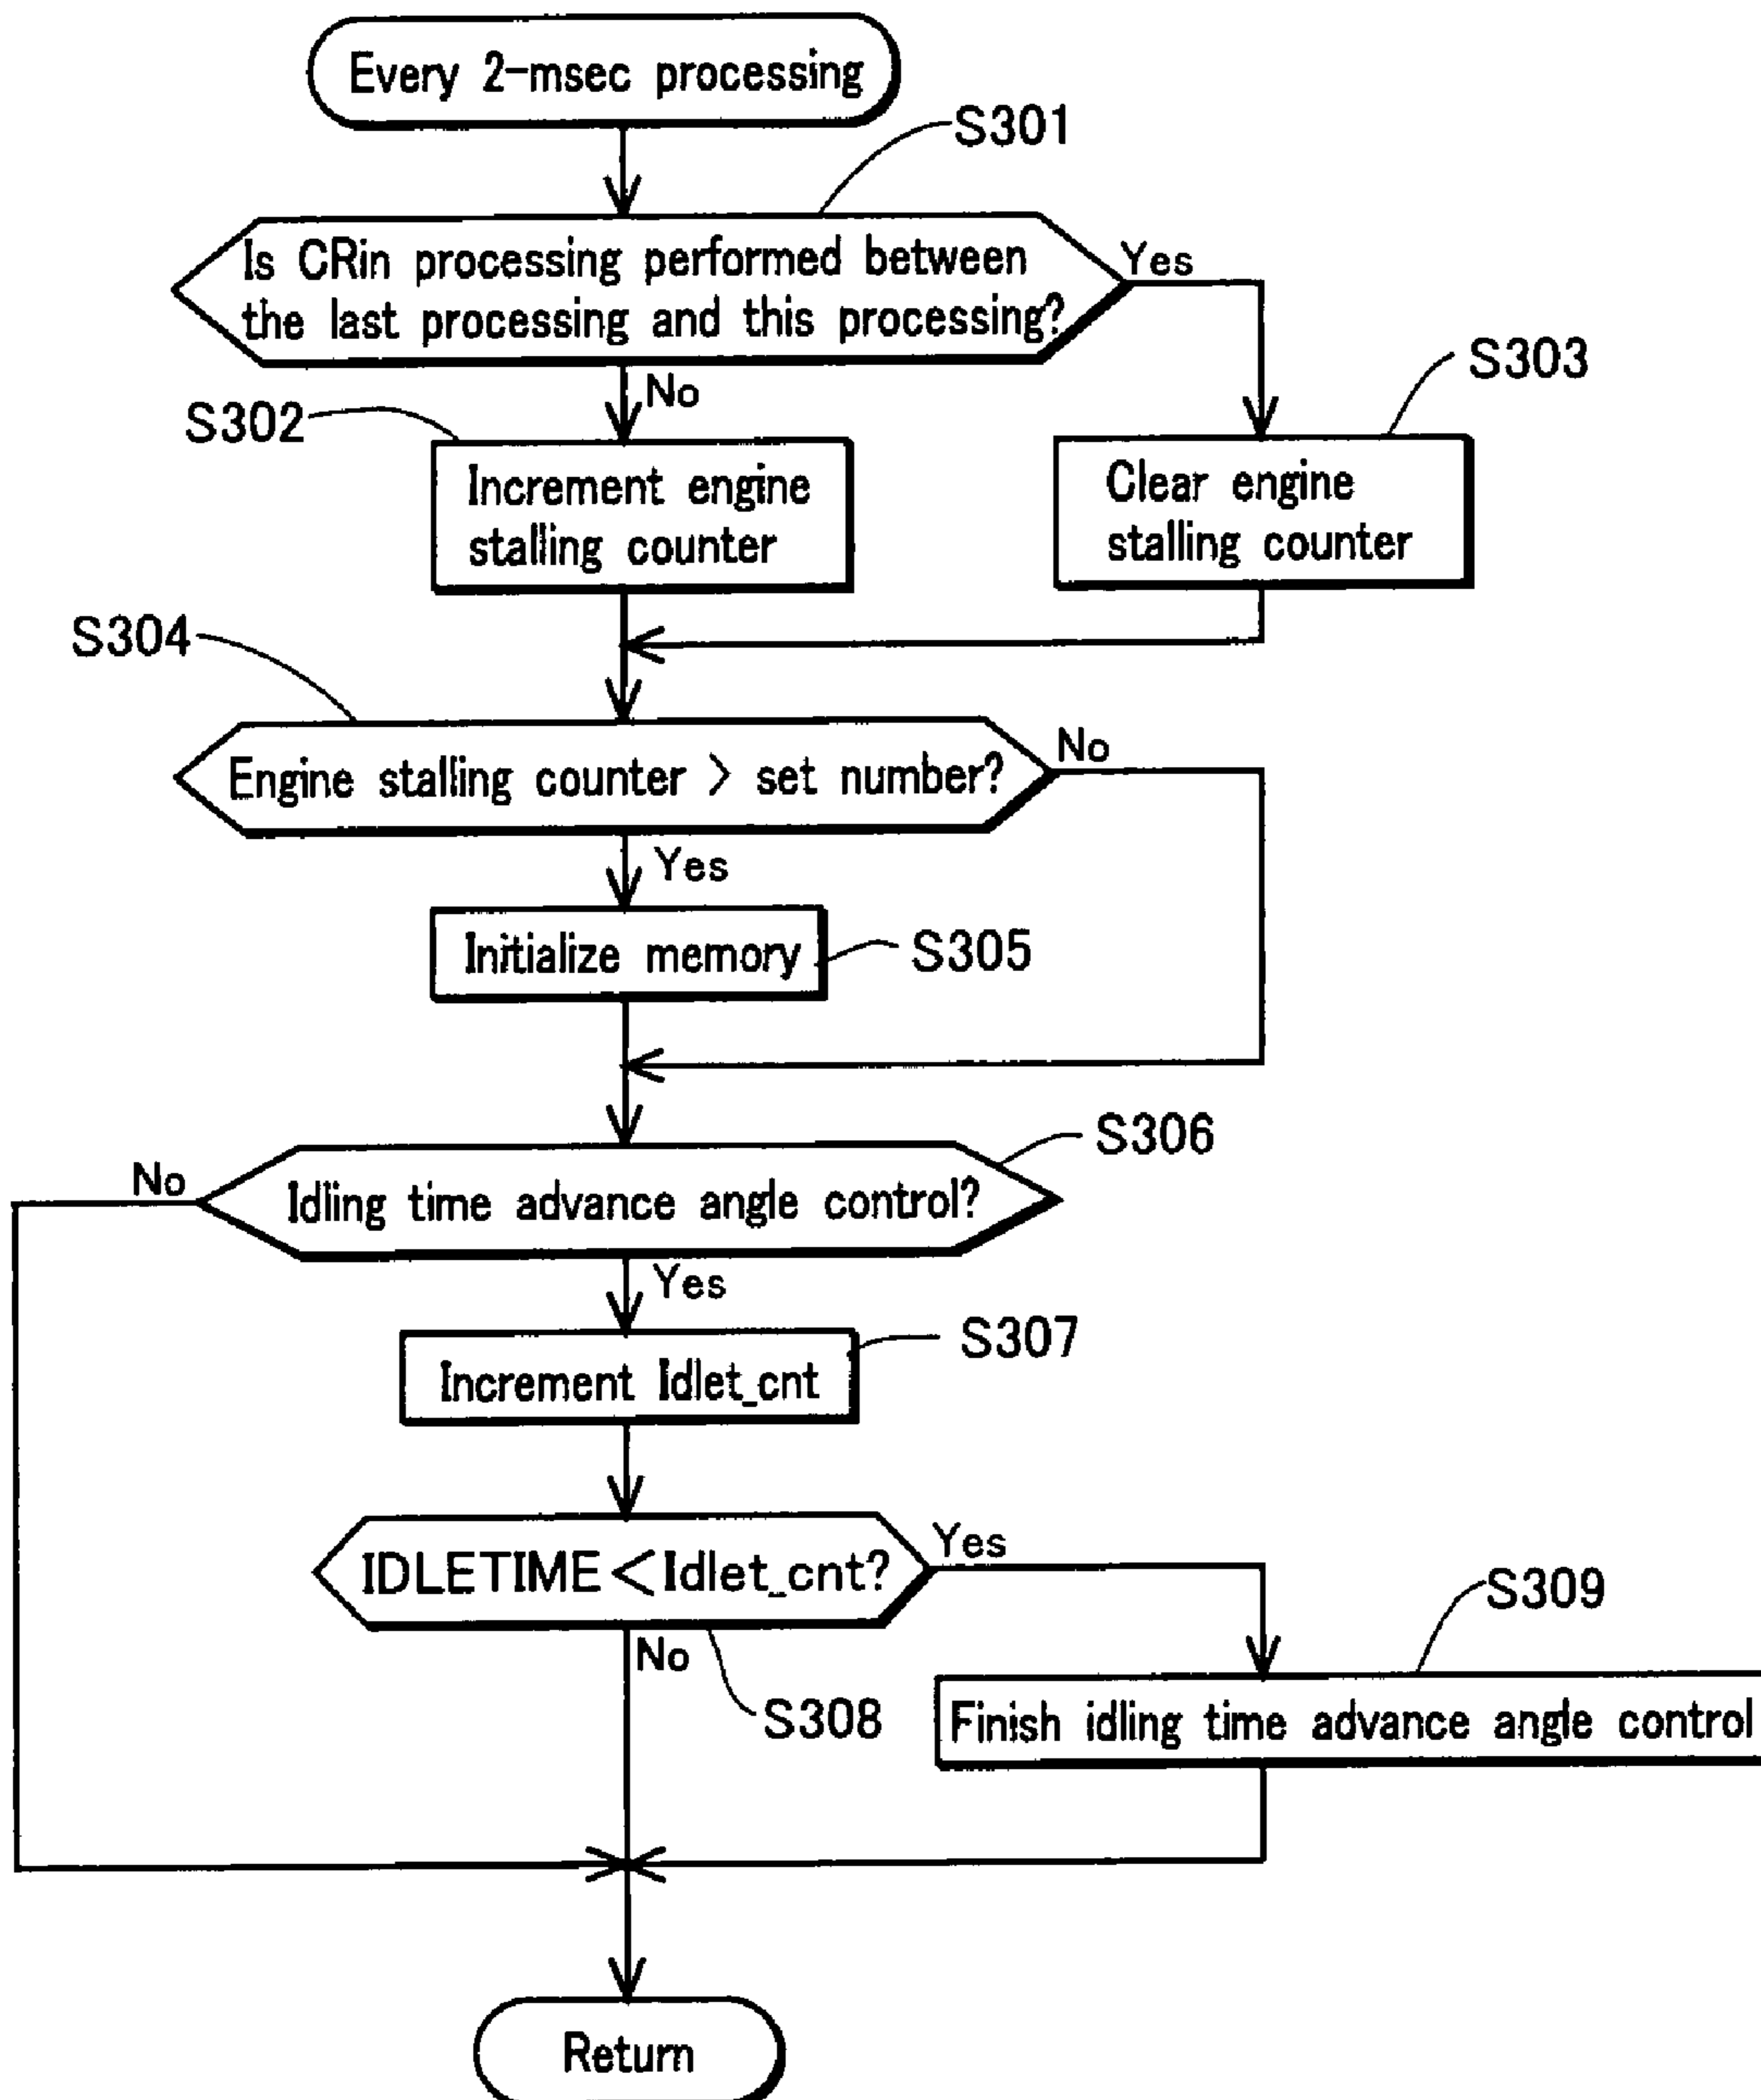 Every 2-msec processing
S301
Is CRin processing performed between
the last processing and this processing?
Yes
No
S302
S303
Increment engine
stalling counter
Clear engine
stalling counter
S304
Engine stalling counter > set number?
No
Yes
Initialize memory
S305
S306
No
Idling time advance angle control?
Yes
S307
Increment Idlet_cnt
IDLETIME<Idlet_cnt?
Yes
No
S308
S309
Finish idling time advance angle control
Return